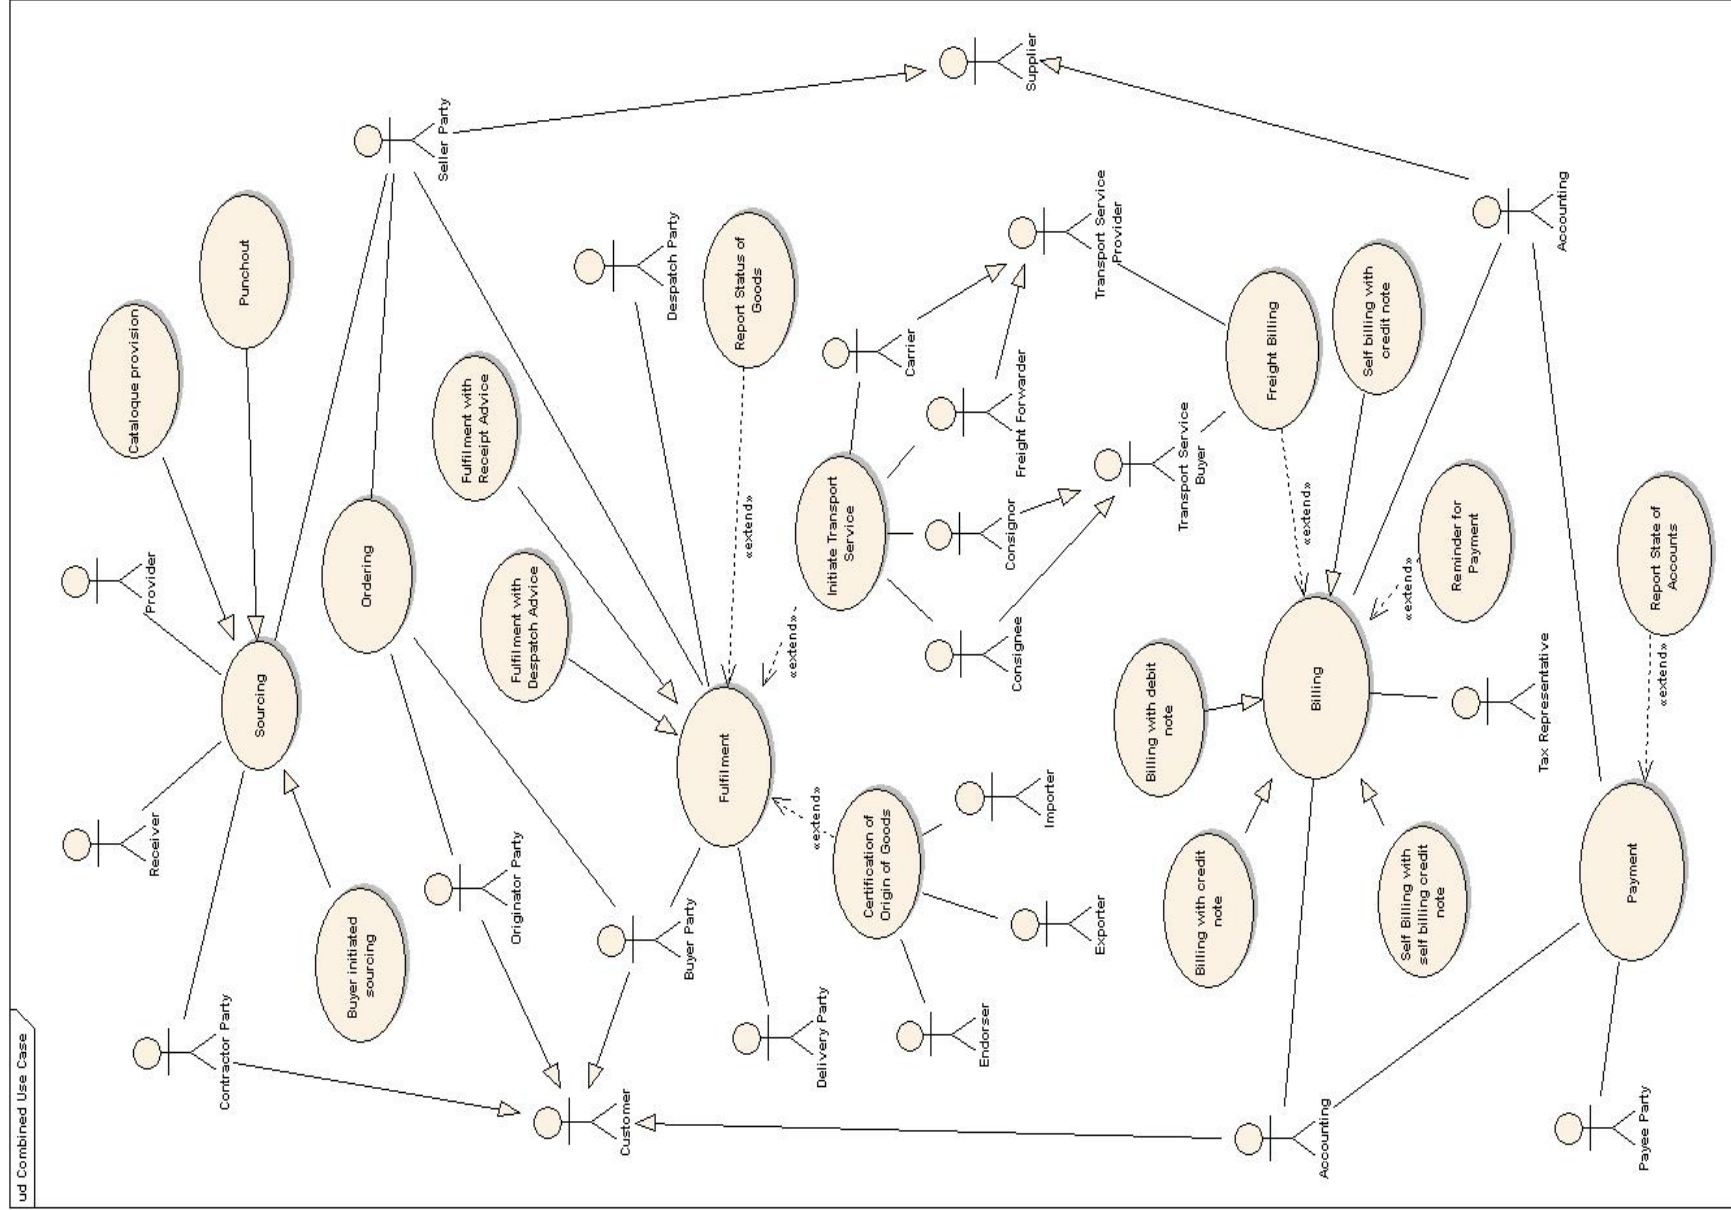 ud Combined Use Case
Contractor Party
Receiver
Provider
Catalogue provision
Punchout
Sourcing
Buyer initiated
sourcing
Ordering
Seller Party
Originator Party
Customer
Buyer Party
Fulfilment with
Receipt Advice
Fulfilment with
Despatch Advice
Fulfilment
Despatch Party
Report Status of
Goods
«extend»
«extend»
«extend»
Delivery Party
Certification of
Origin of Goods
Endorser
Exporter
Importer
Initiate Transport
Service
Carrier
Freight Forwarder
Consignor
Consignee
Supplier
Transport Service
Provider
Transport Service
Buyer
Freight Billing
«extend»
Self billing with
credit note
Billing with debit
note
Billing
Billing with credit
note
Self Billing with
self billing credit
note
«extend»
Reminder for
Payment
Tax Representative
Accounting
Accounting
Report State of
Accounts
«extend»
Payment
Payee Party